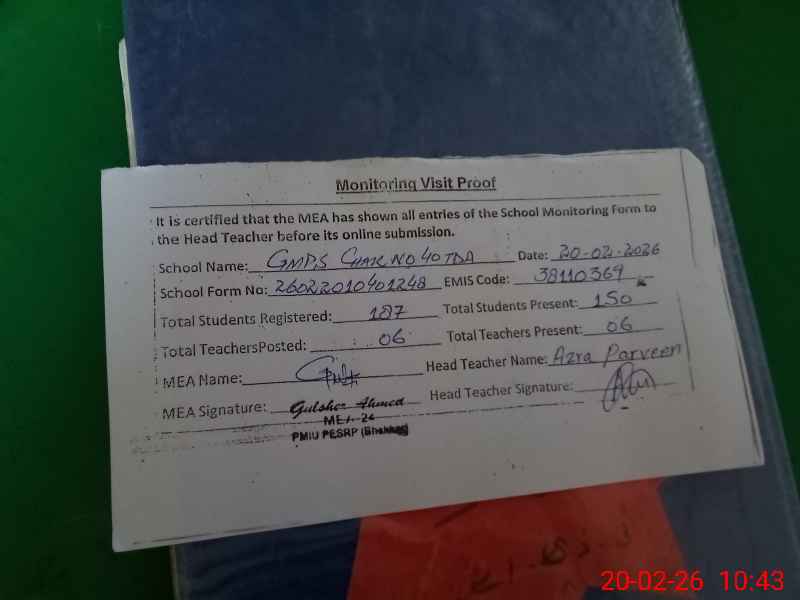 Monitoring Visit Proof
It is certified that the MEA has shown all entries of the School Monitoring Form to
the Head Teacher before its online submission.
School Name: GMPS CHAK NO, 40 TDA Date: 20-02-2026
School Form No: 26022010401248 EMIS Code: 38110369
Total Students Registered: 187 Total Students Present: 150
Total TeachersPosted: 06 Total Teachers Present: 06
MEA Name: Head Teacher Name: Azra Parveen
MEA Signature: Gulsher Ahmed Head Teacher Signature:
PMIU PESRP (Bhakkar)
20-02-26 10:43